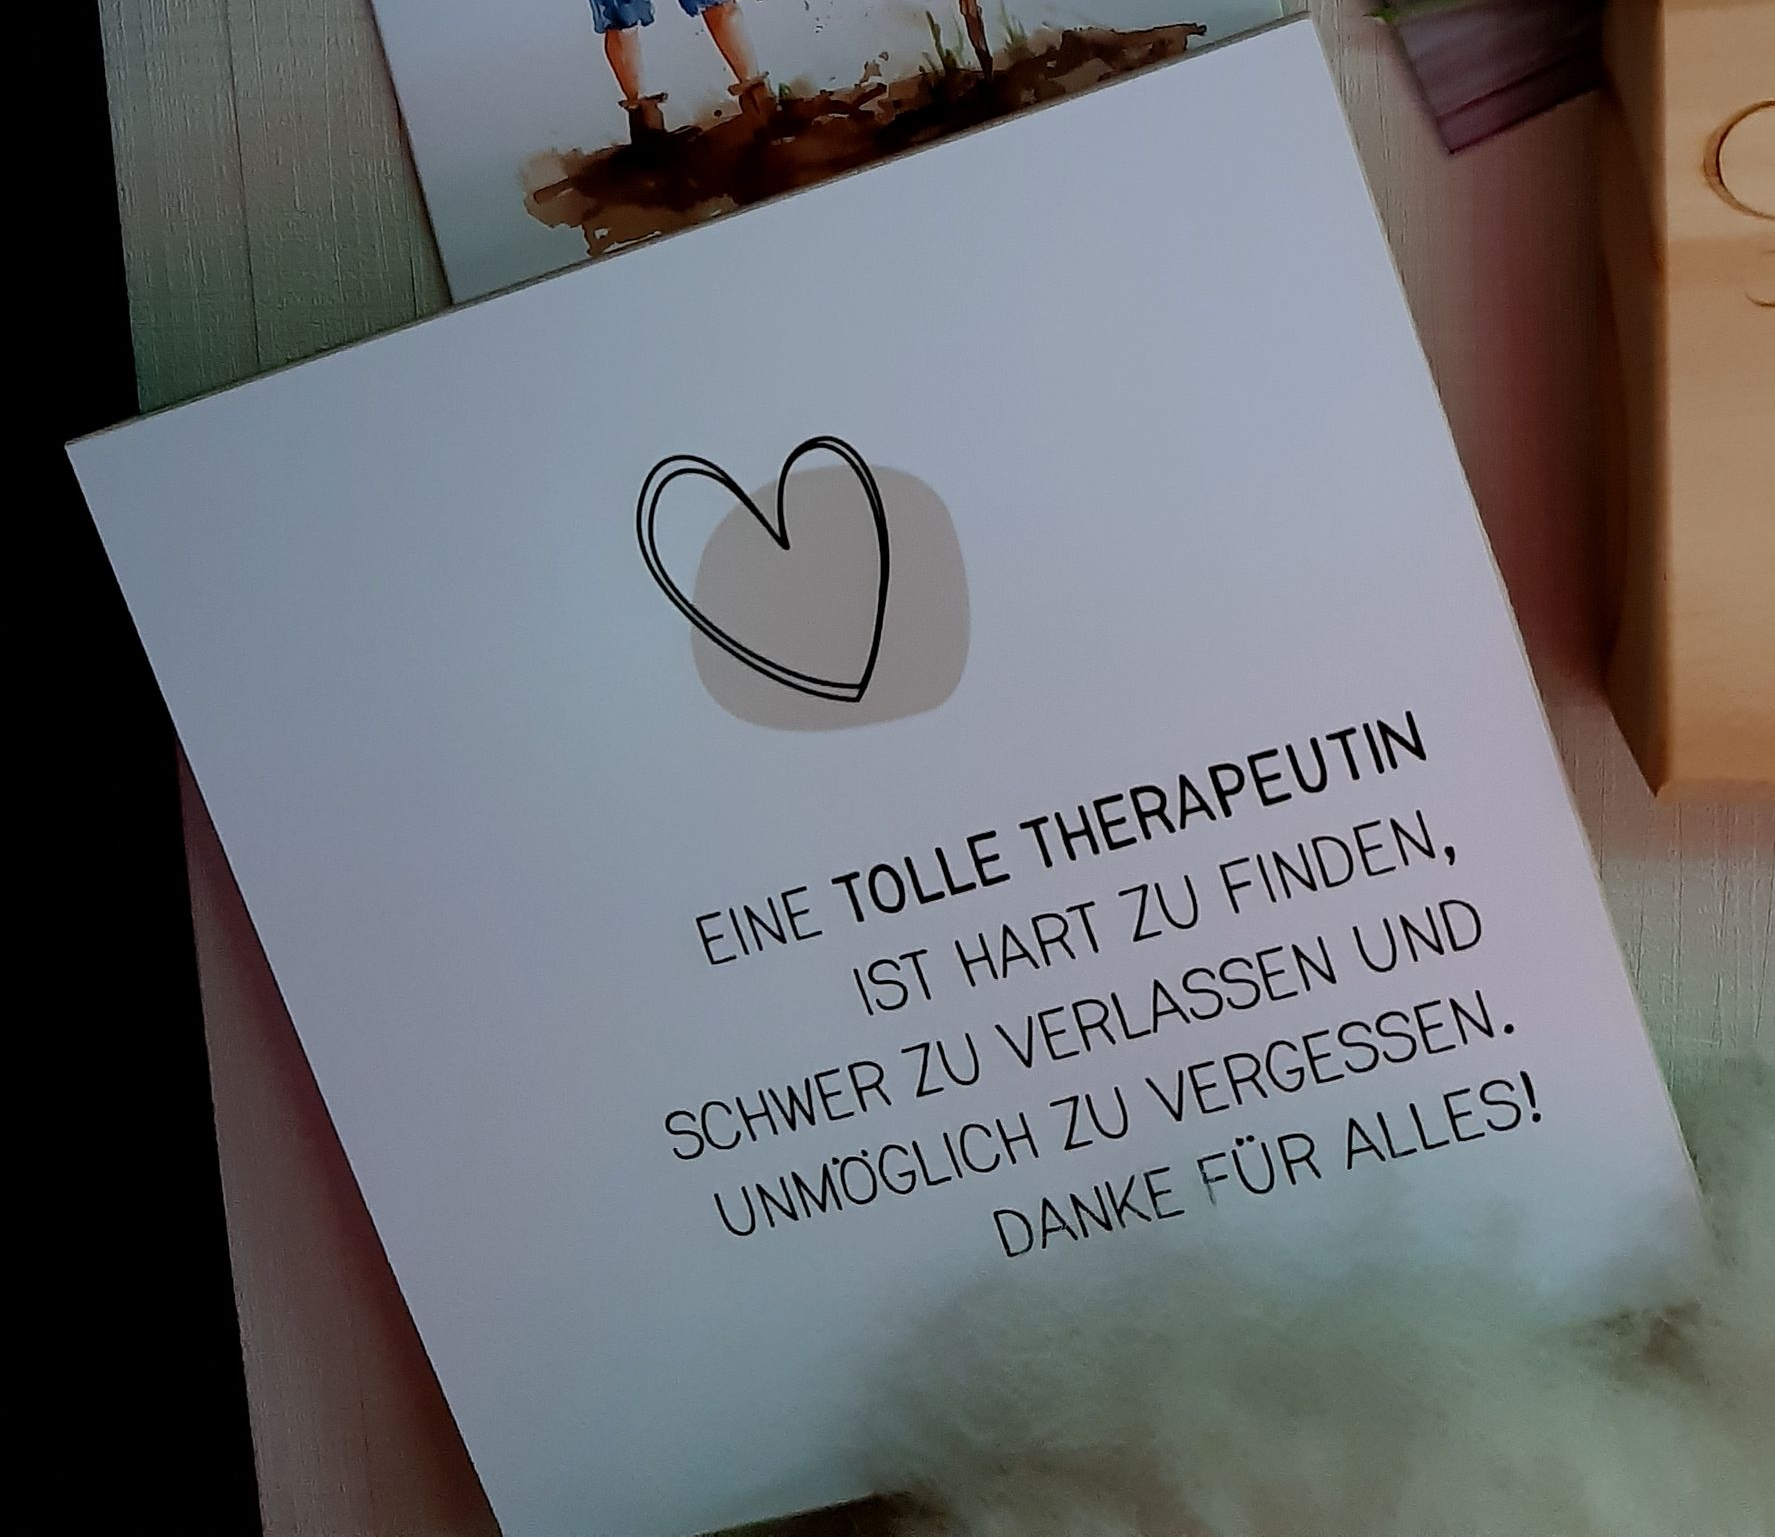 EINE TOLLE THERAPEUTIN
IST HART ZU FINDEN,
SCHWER ZU VERLASSEN UND
UNMÖGLICH ZU VERGESSEN.
DANKE FÜR ALLES!